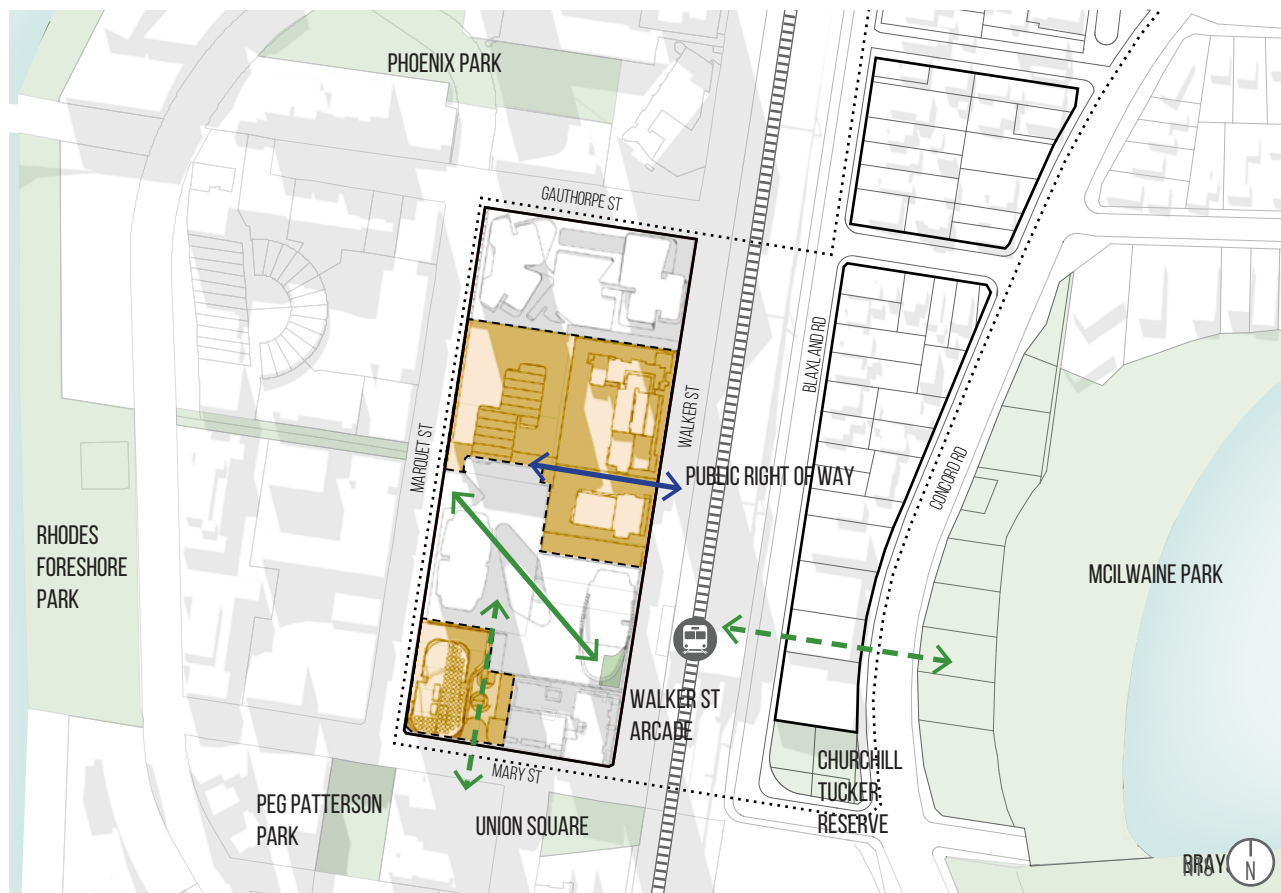 PHOENIX PARK
GAUTHORPE ST
MARQUET ST
WALKER ST
BLAXLAND RD
CONCORD RD
PUBLIC RIGHT OF WAY
RHODES
FORESHORE
PARK
MCILWAINE PARK
WALKER ST
ARCADE
MARY ST
CHURCHILL
TUCKER
RESERVE
PEG PATTERSON
PARK
UNION SQUARE
N